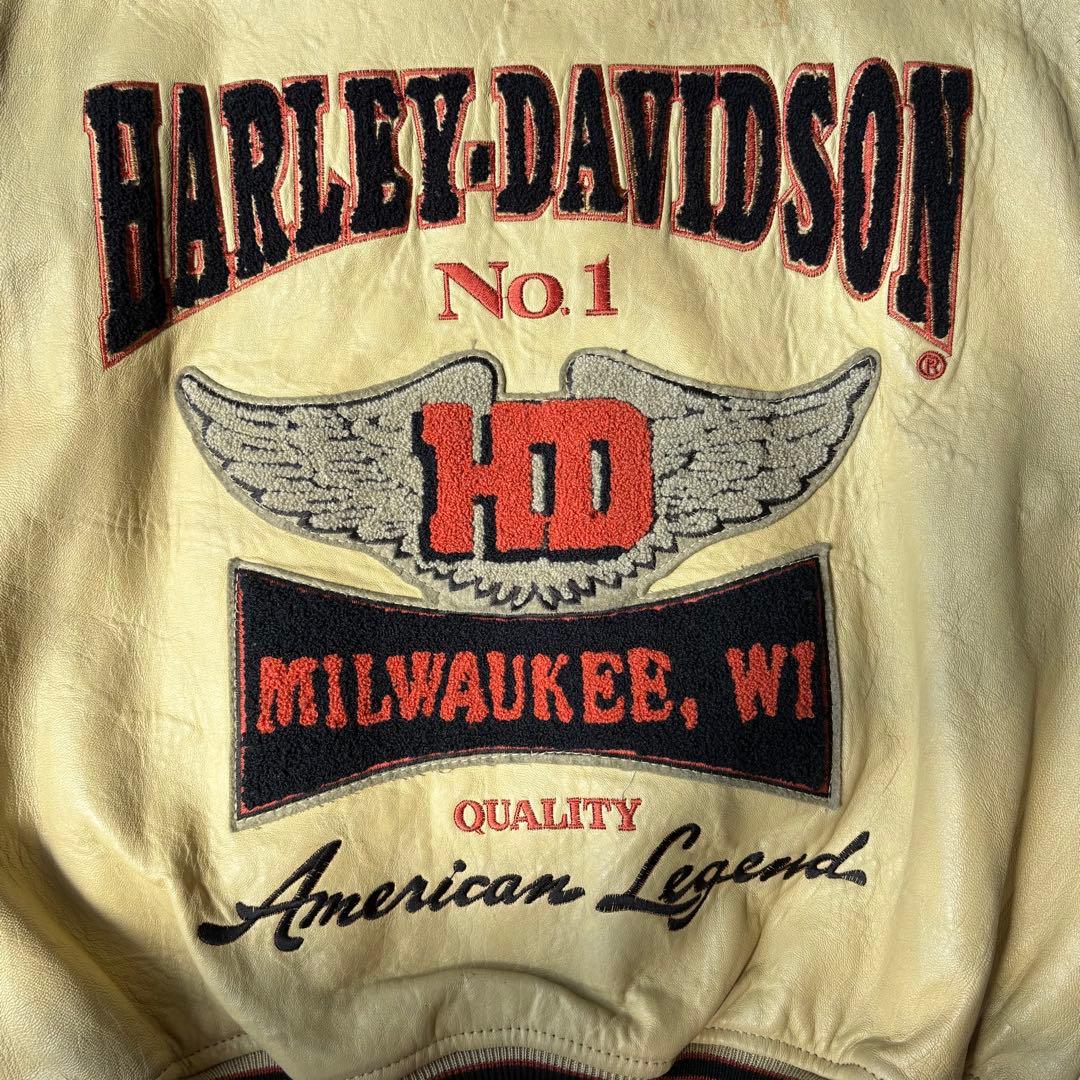 HARLEY-DAVIDSON
®
No.1
HD
MILWAUKEE, WI
QUALITY
American Legend